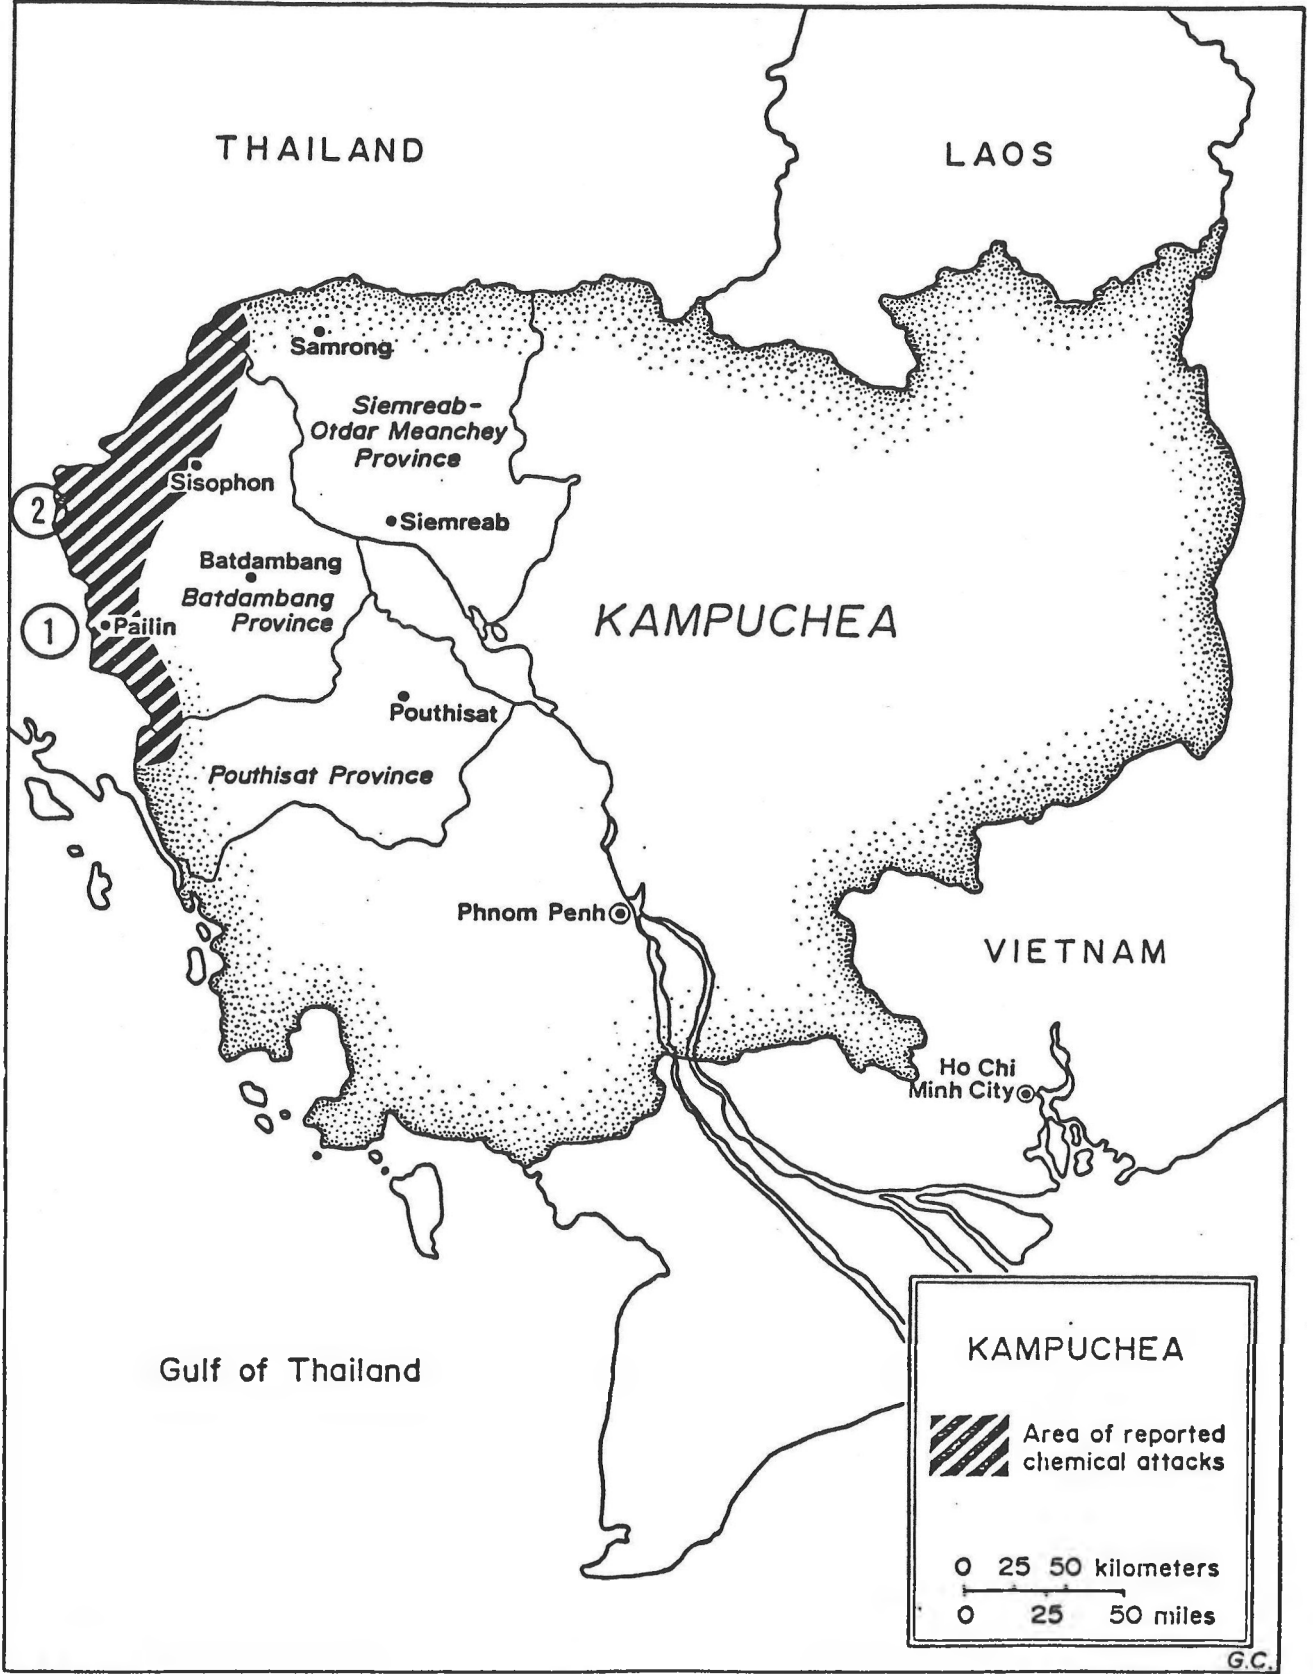 THAILAND
LAOS
Samrong
Siemreab-
Otdar Meanchey
Province
Sisophon
2
Siemreab
Batdambang
Batdambang
Province
1
Pailin
KAMPUCHEA
Pouthisat
Pouthisat Province
Phnom Penh
VIETNAM
Ho Chi
Minh City
Gulf of Thailand
KAMPUCHEA
Area of reported
chemical attacks
0 25 50 kilometers
0 25 50 miles
G.C.